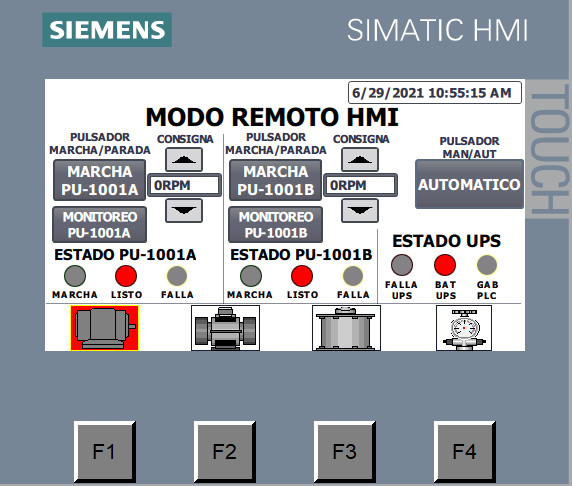 SIEMENS
SIMATIC HMI
TOUCH
6/29/2021 10:55:15 AM
MODO REMOTO HMI
PULSADOR
MARCHA/PARADA
CONSIGNA
PULSADOR
MARCHA/PARADA
CONSIGNA
PULSADOR
MAN/AUT
MARCHA
PU-1001A
0RPM
MARCHA
PU-1001B
0RPM
AUTOMATICO
MONITOREO
PU-1001A
MONITOREO
PU-1001B
ESTADO PU-1001A
ESTADO PU-1001B
ESTADO UPS
MARCHA
LISTO
FALLA
MARCHA
LISTO
FALLA
FALLA
UPS
BAT
UPS
GAB
PLC
F1
F2
F3
F4